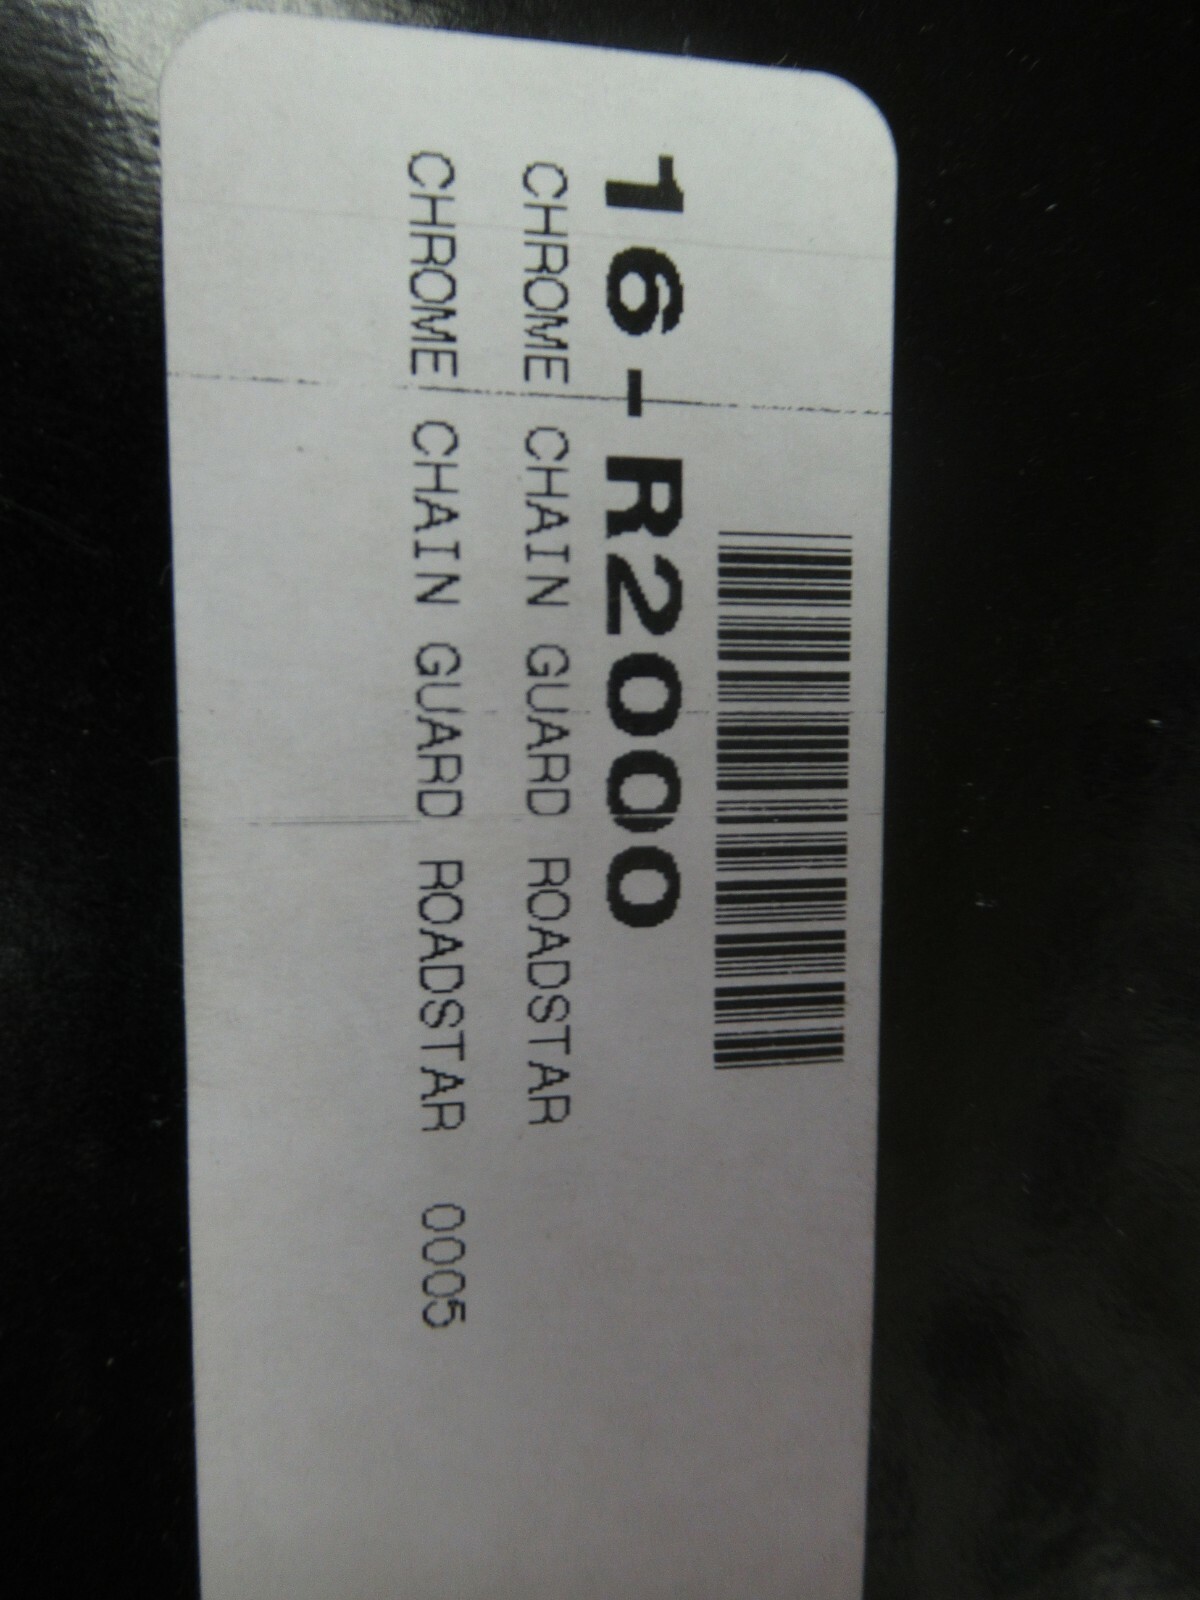 16-R2000
CHROME CHAIN GUARD ROADSTAR
CHROME CHAIN GUARD ROADSTAR 0005